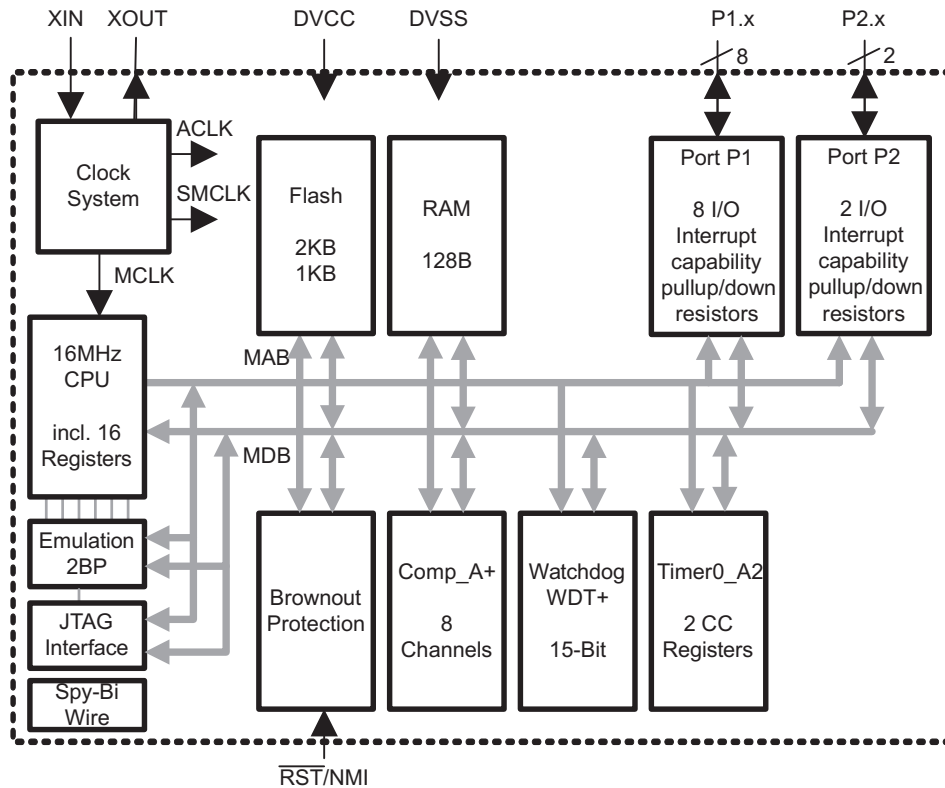 XIN XOUT DVCC DVSS P1.x P2.x
8 2
Clock
System
ACLK
SMCLK
MCLK
Flash
2KB
1KB
RAM
128B
Port P1
8 I/O
Interrupt
capability
pullup/down
resistors
Port P2
2 I/O
Interrupt
capability
pullup/down
resistors
16MHz
CPU
incl. 16
Registers
MAB
MDB
Emulation
2BP
JTAG
Interface
Spy-Bi
Wire
Brownout
Protection
Comp_A+
8
Channels
Watchdog
WDT+
15-Bit
Timer0_A2
2 CC
Registers
RST/NMI